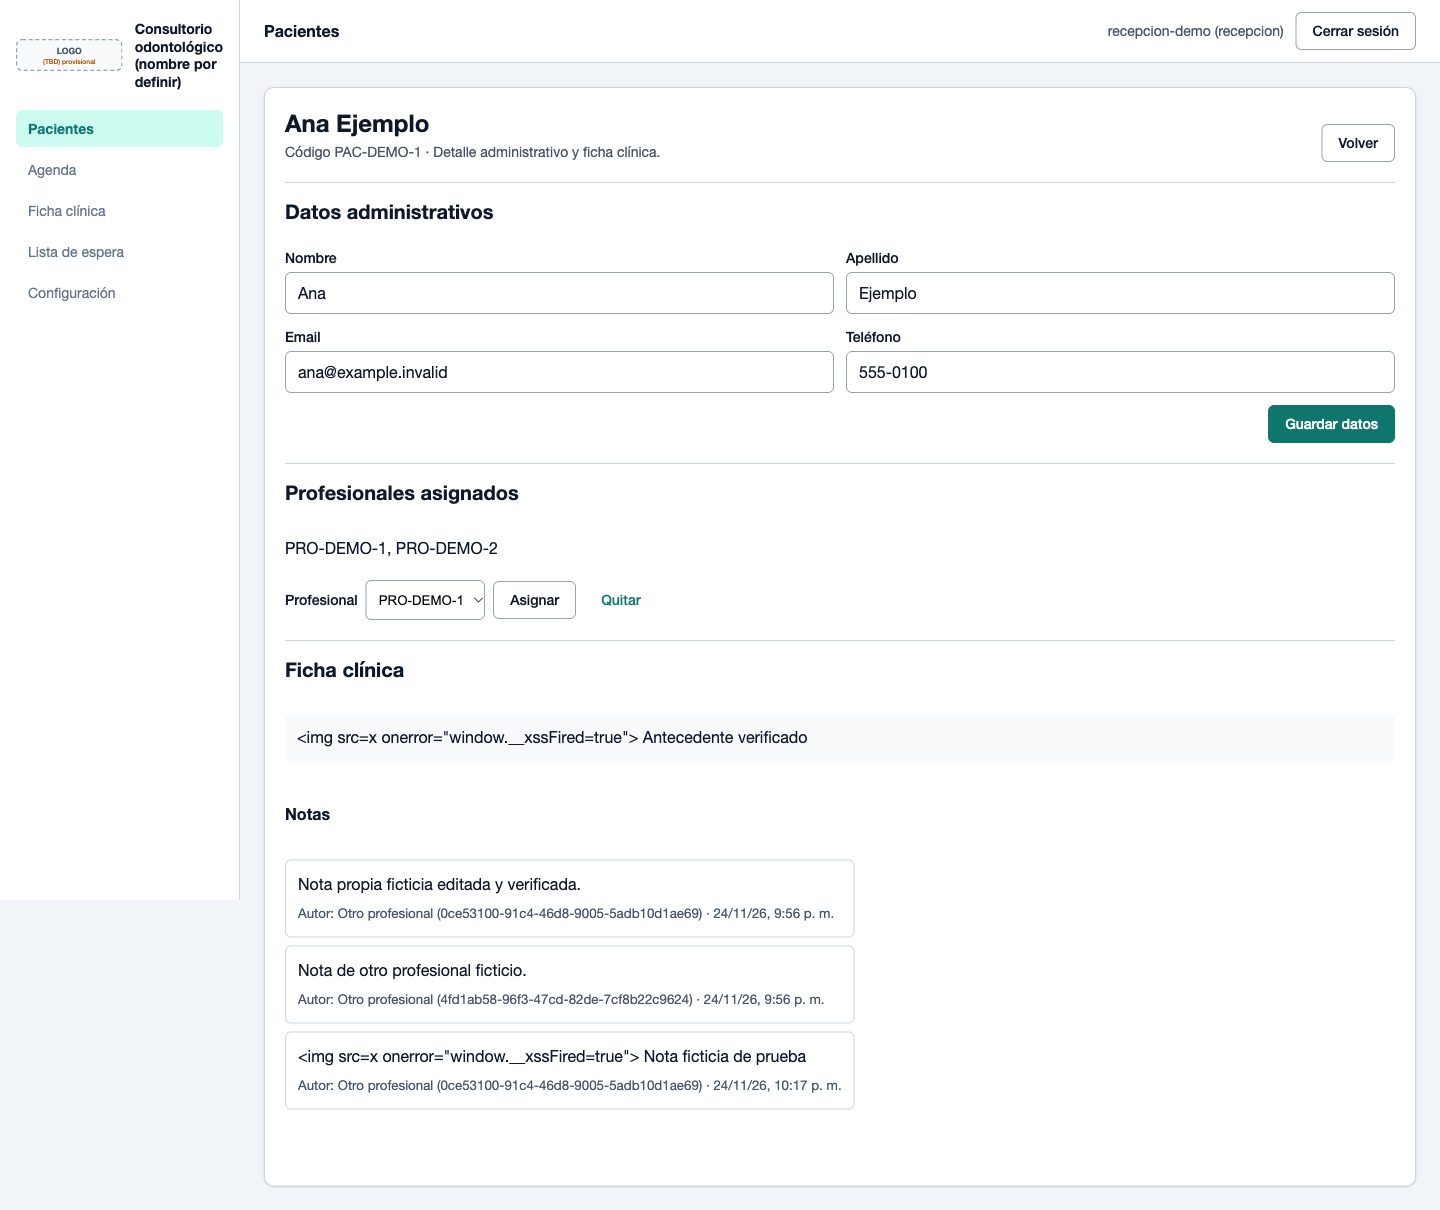 LOGO
(TBD) provisional
Consultorio
odontológico
(nombre por
definir)
Pacientes
Agenda
Ficha clínica
Lista de espera
Configuración
Pacientes
recepcion-demo (recepcion)
Cerrar sesión
Ana Ejemplo
Código PAC-DEMO-1 · Detalle administrativo y ficha clínica.
Volver
Datos administrativos
Nombre
Apellido
Ana
Ejemplo
Email
Teléfono
ana@example.invalid
555-0100
Guardar datos
Profesionales asignados
PRO-DEMO-1, PRO-DEMO-2
Profesional
PRO-DEMO-1
Asignar
Quitar
Ficha clínica
<img src=x onerror="window.__xssFired=true"> Antecedente verificado
Notas
Nota propia ficticia editada y verificada.
Autor: Otro profesional (0ce53100-91c4-46d8-9005-5adb10d1ae69) · 24/11/26, 9:56 p. m.
Nota de otro profesional ficticio.
Autor: Otro profesional (4fd1ab58-96f3-47cd-82de-7cf8b22c9624) · 24/11/26, 9:56 p. m.
<img src=x onerror="window.__xssFired=true"> Nota ficticia de prueba
Autor: Otro profesional (0ce53100-91c4-46d8-9005-5adb10d1ae69) · 24/11/26, 10:17 p. m.